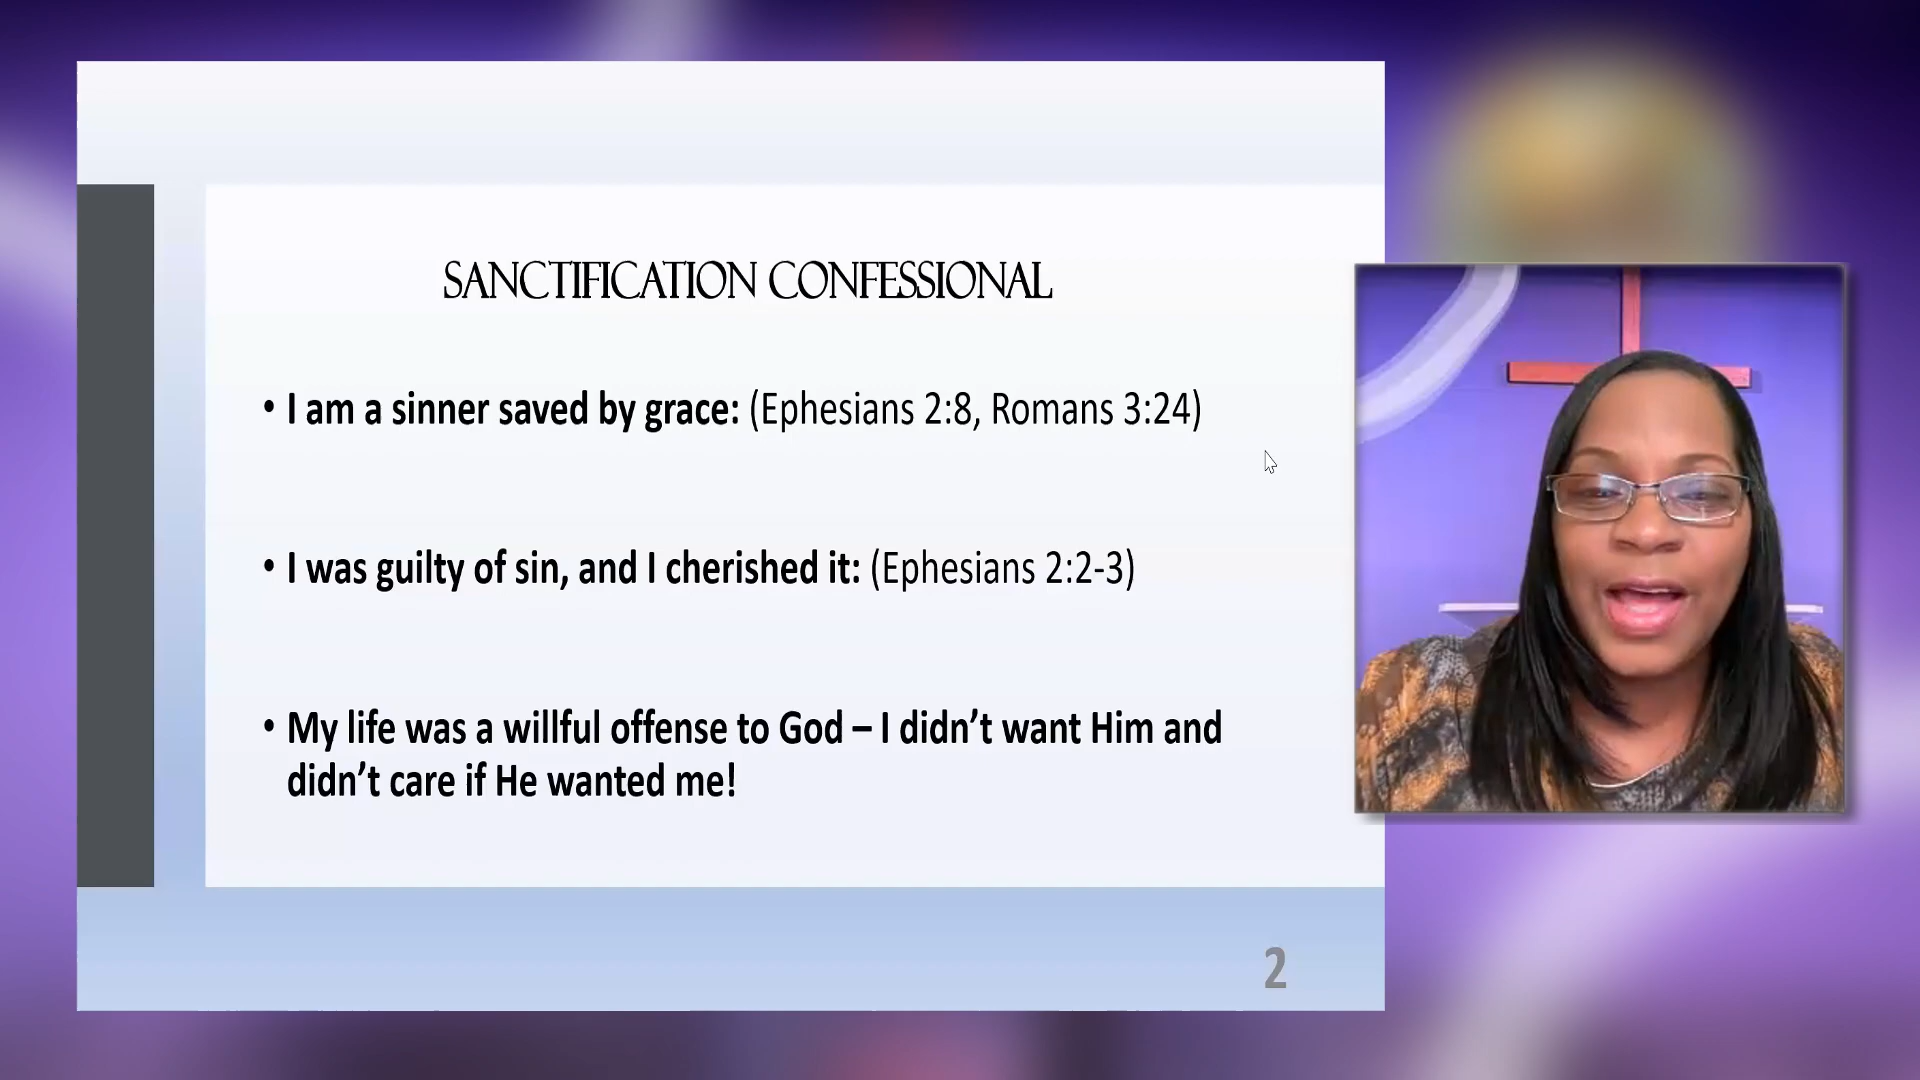 SANCTIFICATION CONFESSIONAL
• I am a sinner saved by grace: (Ephesians 2:8, Romans 3:24)
• I was guilty of sin, and I cherished it: (Ephesians 2:2-3)
• My life was a willful offense to God – I didn’t want Him and
didn’t care if He wanted me!
2